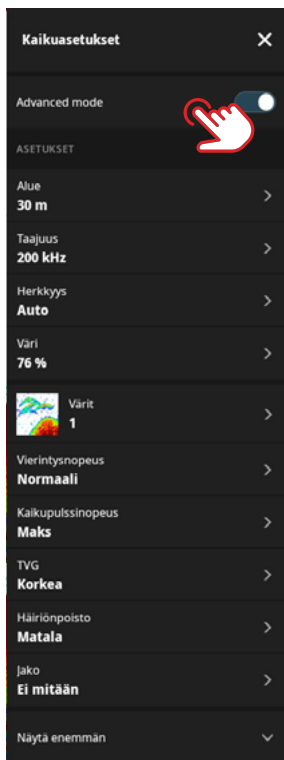 Kaikuasetukset
Advanced mode
ASETUKSET
Alue
30 m
Taajuus
200 kHz
Herkkyys
Auto
Väri
76 %
Värit
1
Vierintysnopeus
Normaali
Kaikupulssinopeus
Maks
TVG
Korkea
Häiriönpoisto
Matala
Jako
Ei mitään
Näytä enemmän